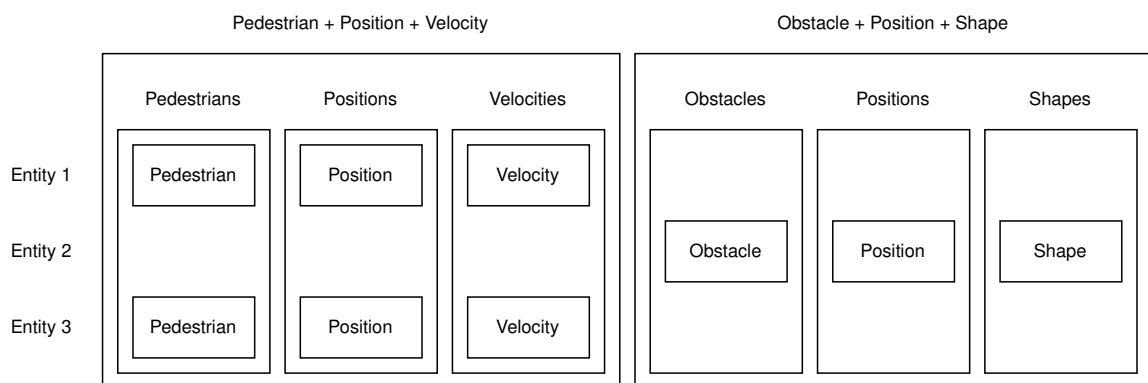 Pedestrian + Position + Velocity Obstacle + Position + Shape
Pedestrians Positions Velocities Obstacles Positions Shapes
Entity 1 Pedestrian Position Velocity
Entity 2 Obstacle Position Shape
Entity 3 Pedestrian Position Velocity